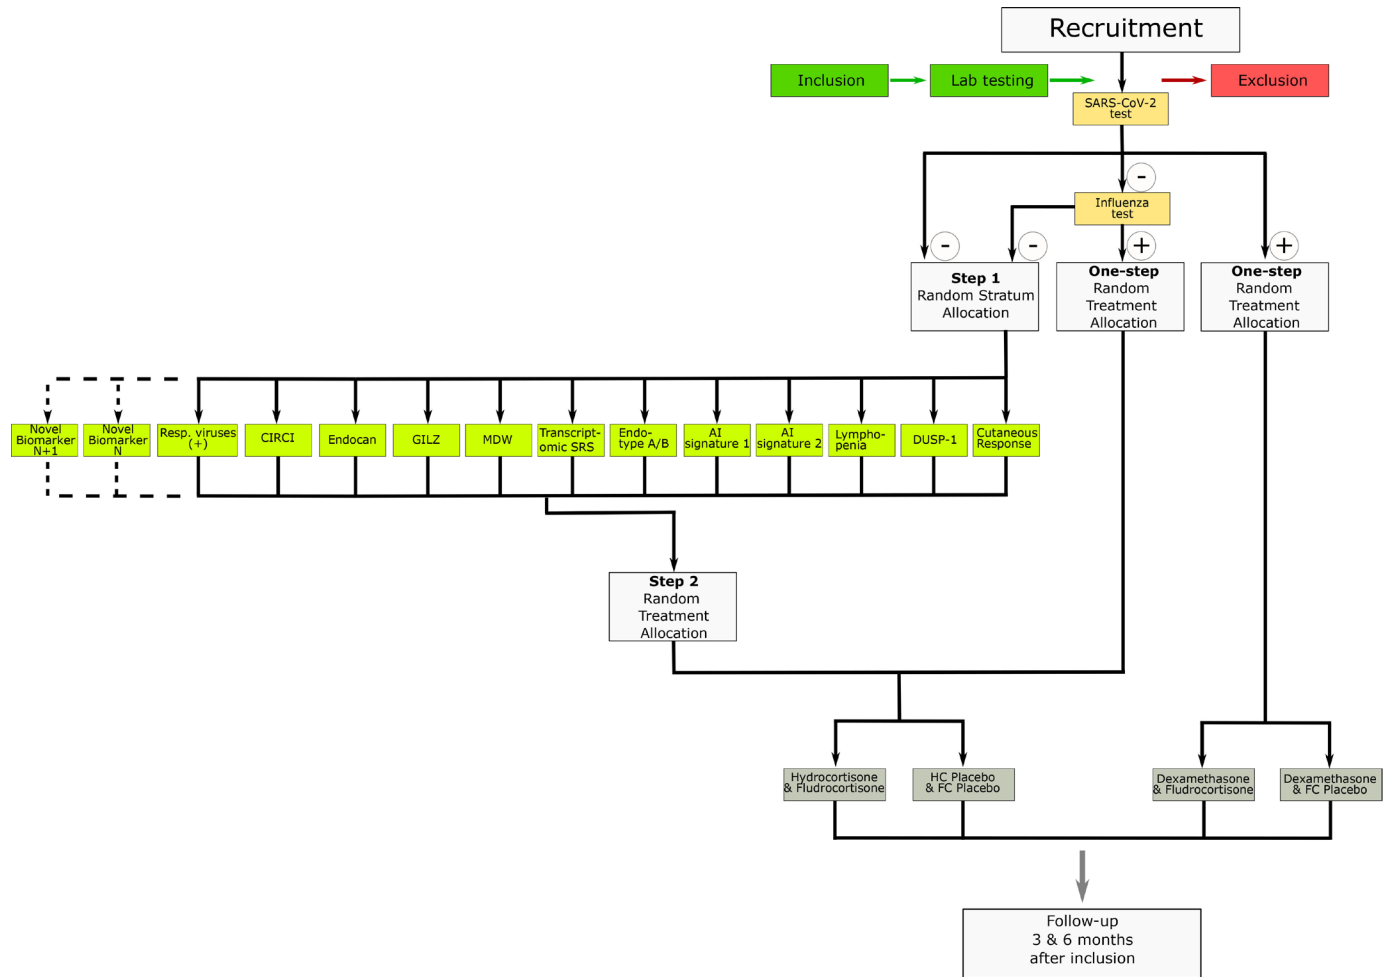 Recruitment
Inclusion
Lab testing
Exclusion
SARS-CoV-2
test
-
Influenza
test
-
-
+
+
Step 1
Random Stratum
Allocation
One-step
Random
Treatment
Allocation
One-step
Random
Treatment
Allocation
Novel
Biomarker
N+1
Novel
Biomarker
N
Resp. viruses
(+)
CIRCI
Endocan
GILZ
MDW
Transcript-
omic SRS
Endo-
type A/B
AI
signature 1
AI
signature 2
Lympho-
penia
DUSP-1
Cutaneous
Response
Step 2
Random
Treatment
Allocation
Hydrocortisone
& Fludrocortisone
HC Placebo
& FC Placebo
Dexamethasone
& Fludrocortisone
Dexamethasone
& FC Placebo
Follow-up
3 & 6 months
after inclusion